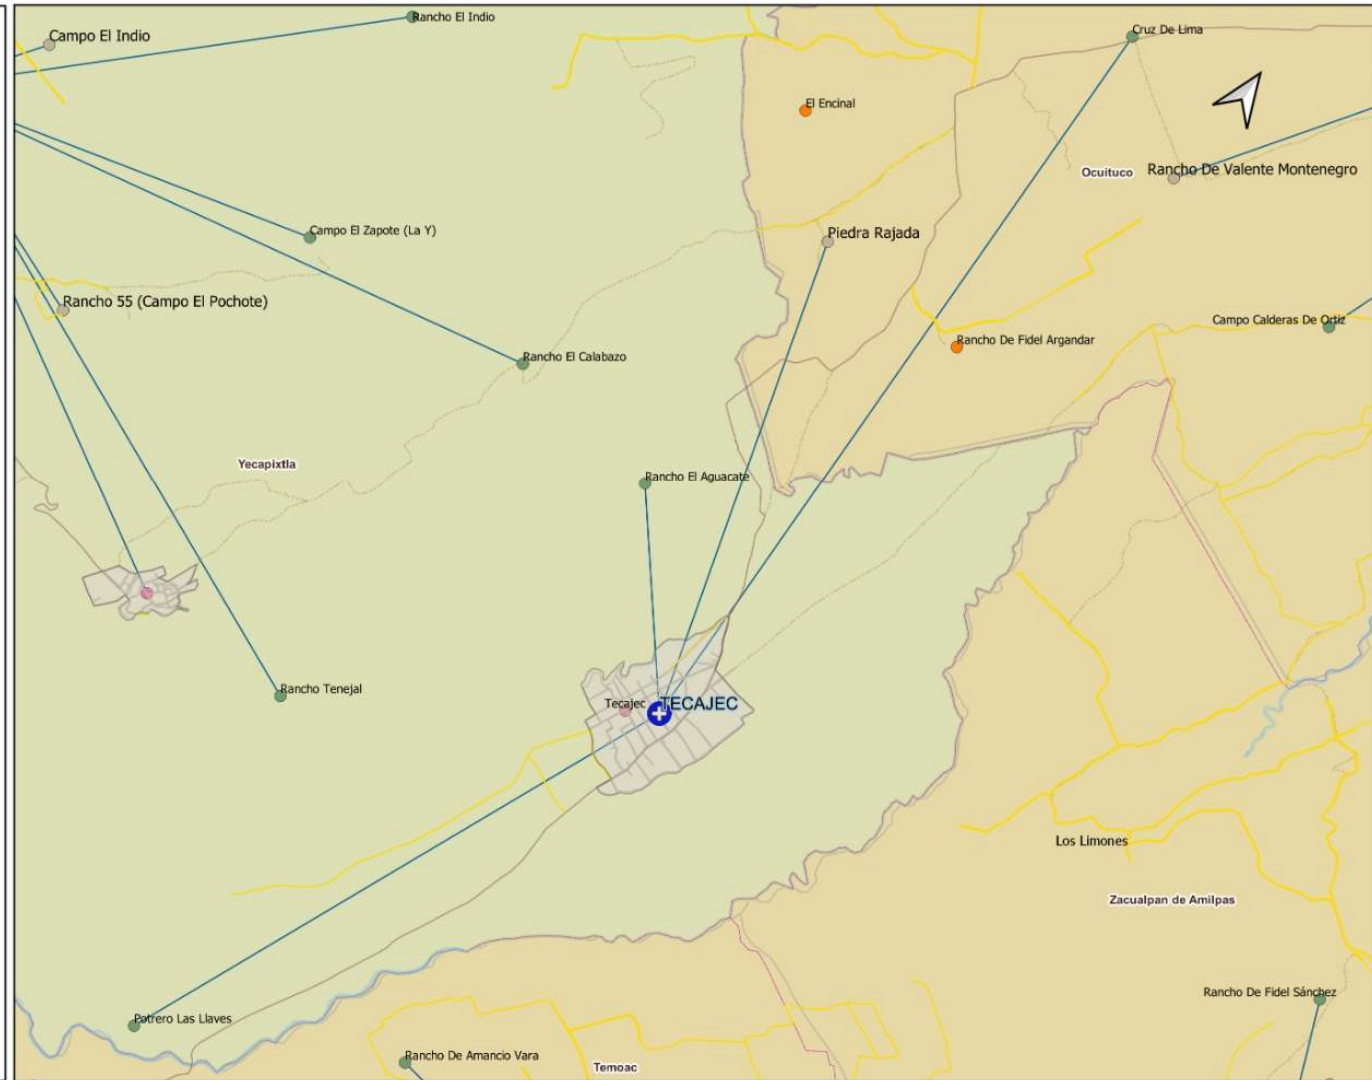 Rancho El Indio
Cruz De Lima
Campo El Indio
El Encinal
Ocuituco
Rancho De Valente Montenegro
Campo El Zapote (La Y)
Piedra Rajada
Rancho 55 (Campo El Pochote)
Campo Calderas De Ortiz
Rancho De Fidel Argandar
Rancho El Calabazo
Yecapixtla
Rancho El Aguacate
Rancho Tenejal
Tecajec
TECAJEC
Los Limones
Zacualpan de Amilpas
Rancho De Fidel Sánchez
Potrero Las Llaves
Rancho De Amancio Vara
Temoac